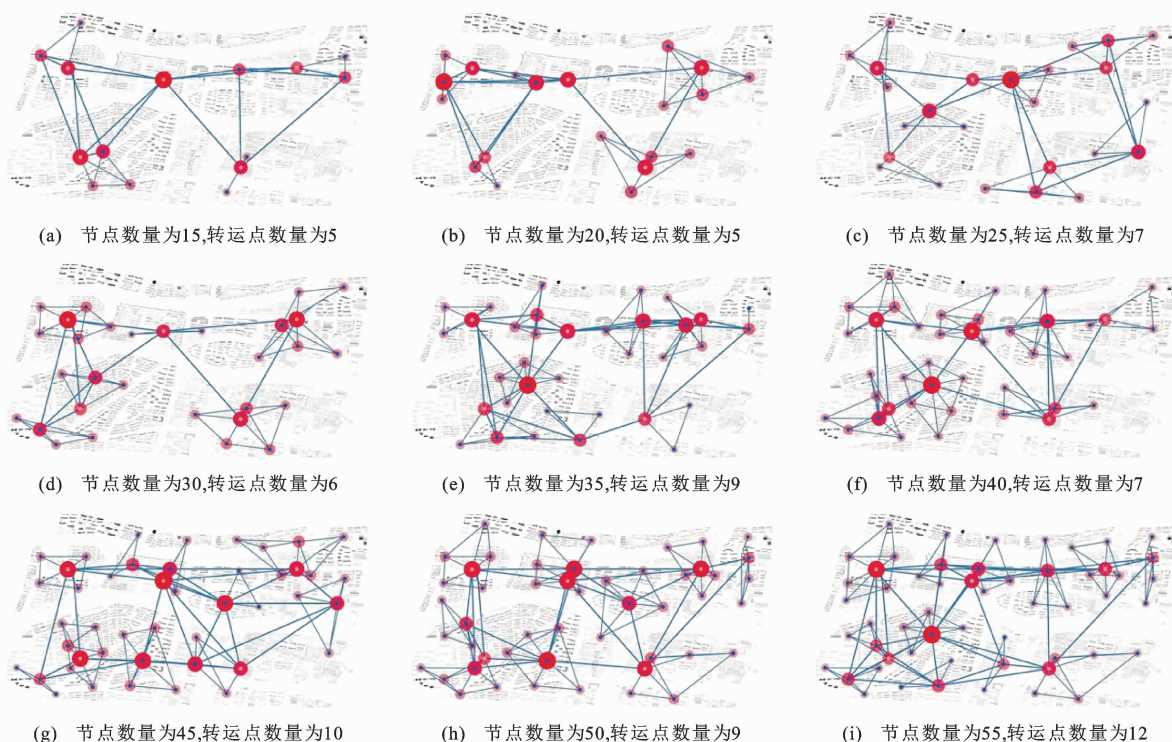 (a) 节点数量为15,转运点数量为5
(b) 节点数量为20,转运点数量为5
(c) 节点数量为25,转运点数量为7
(d) 节点数量为30,转运点数量为6
(e) 节点数量为35,转运点数量为9
(f) 节点数量为40,转运点数量为7
(g) 节点数量为45,转运点数量为10
(h) 节点数量为50,转运点数量为9
(i) 节点数量为55,转运点数量为12